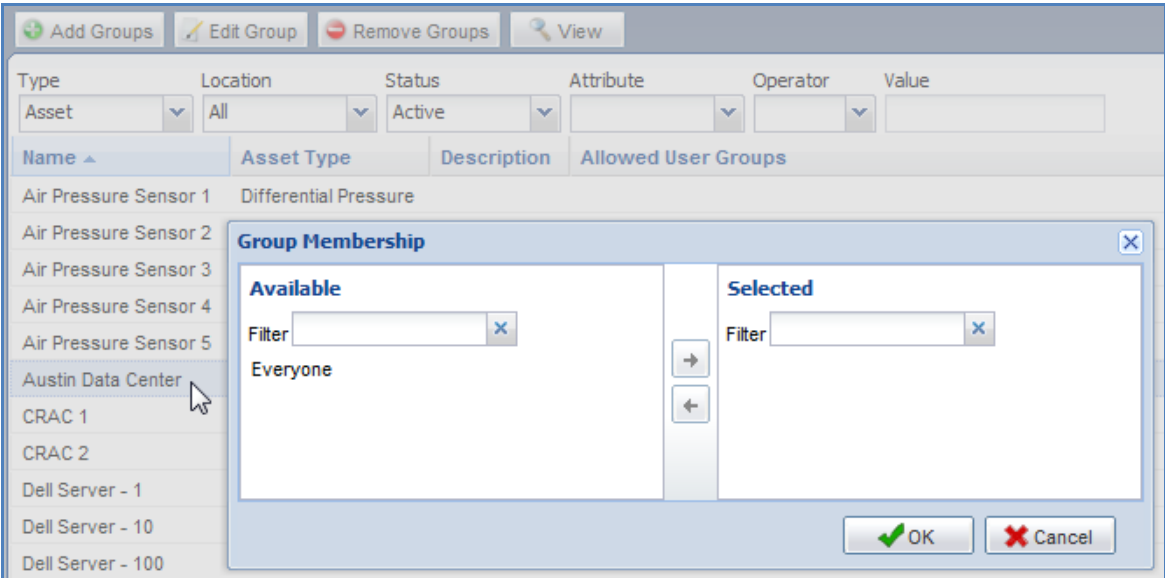 Add Groups Edit Group Remove Groups View
Type Location Status Attribute Operator Value
Asset All Active
Name Asset Type Description Allowed User Groups
Air Pressure Sensor 1 Differential Pressure
Air Pressure Sensor 2
Air Pressure Sensor 3
Air Pressure Sensor 4
Air Pressure Sensor 5
Austin Data Center
CRAC 1
CRAC 2
Dell Server - 1
Dell Server - 10
Dell Server - 100
Group Membership
Available
Filter
Everyone
Selected
Filter
OK Cancel